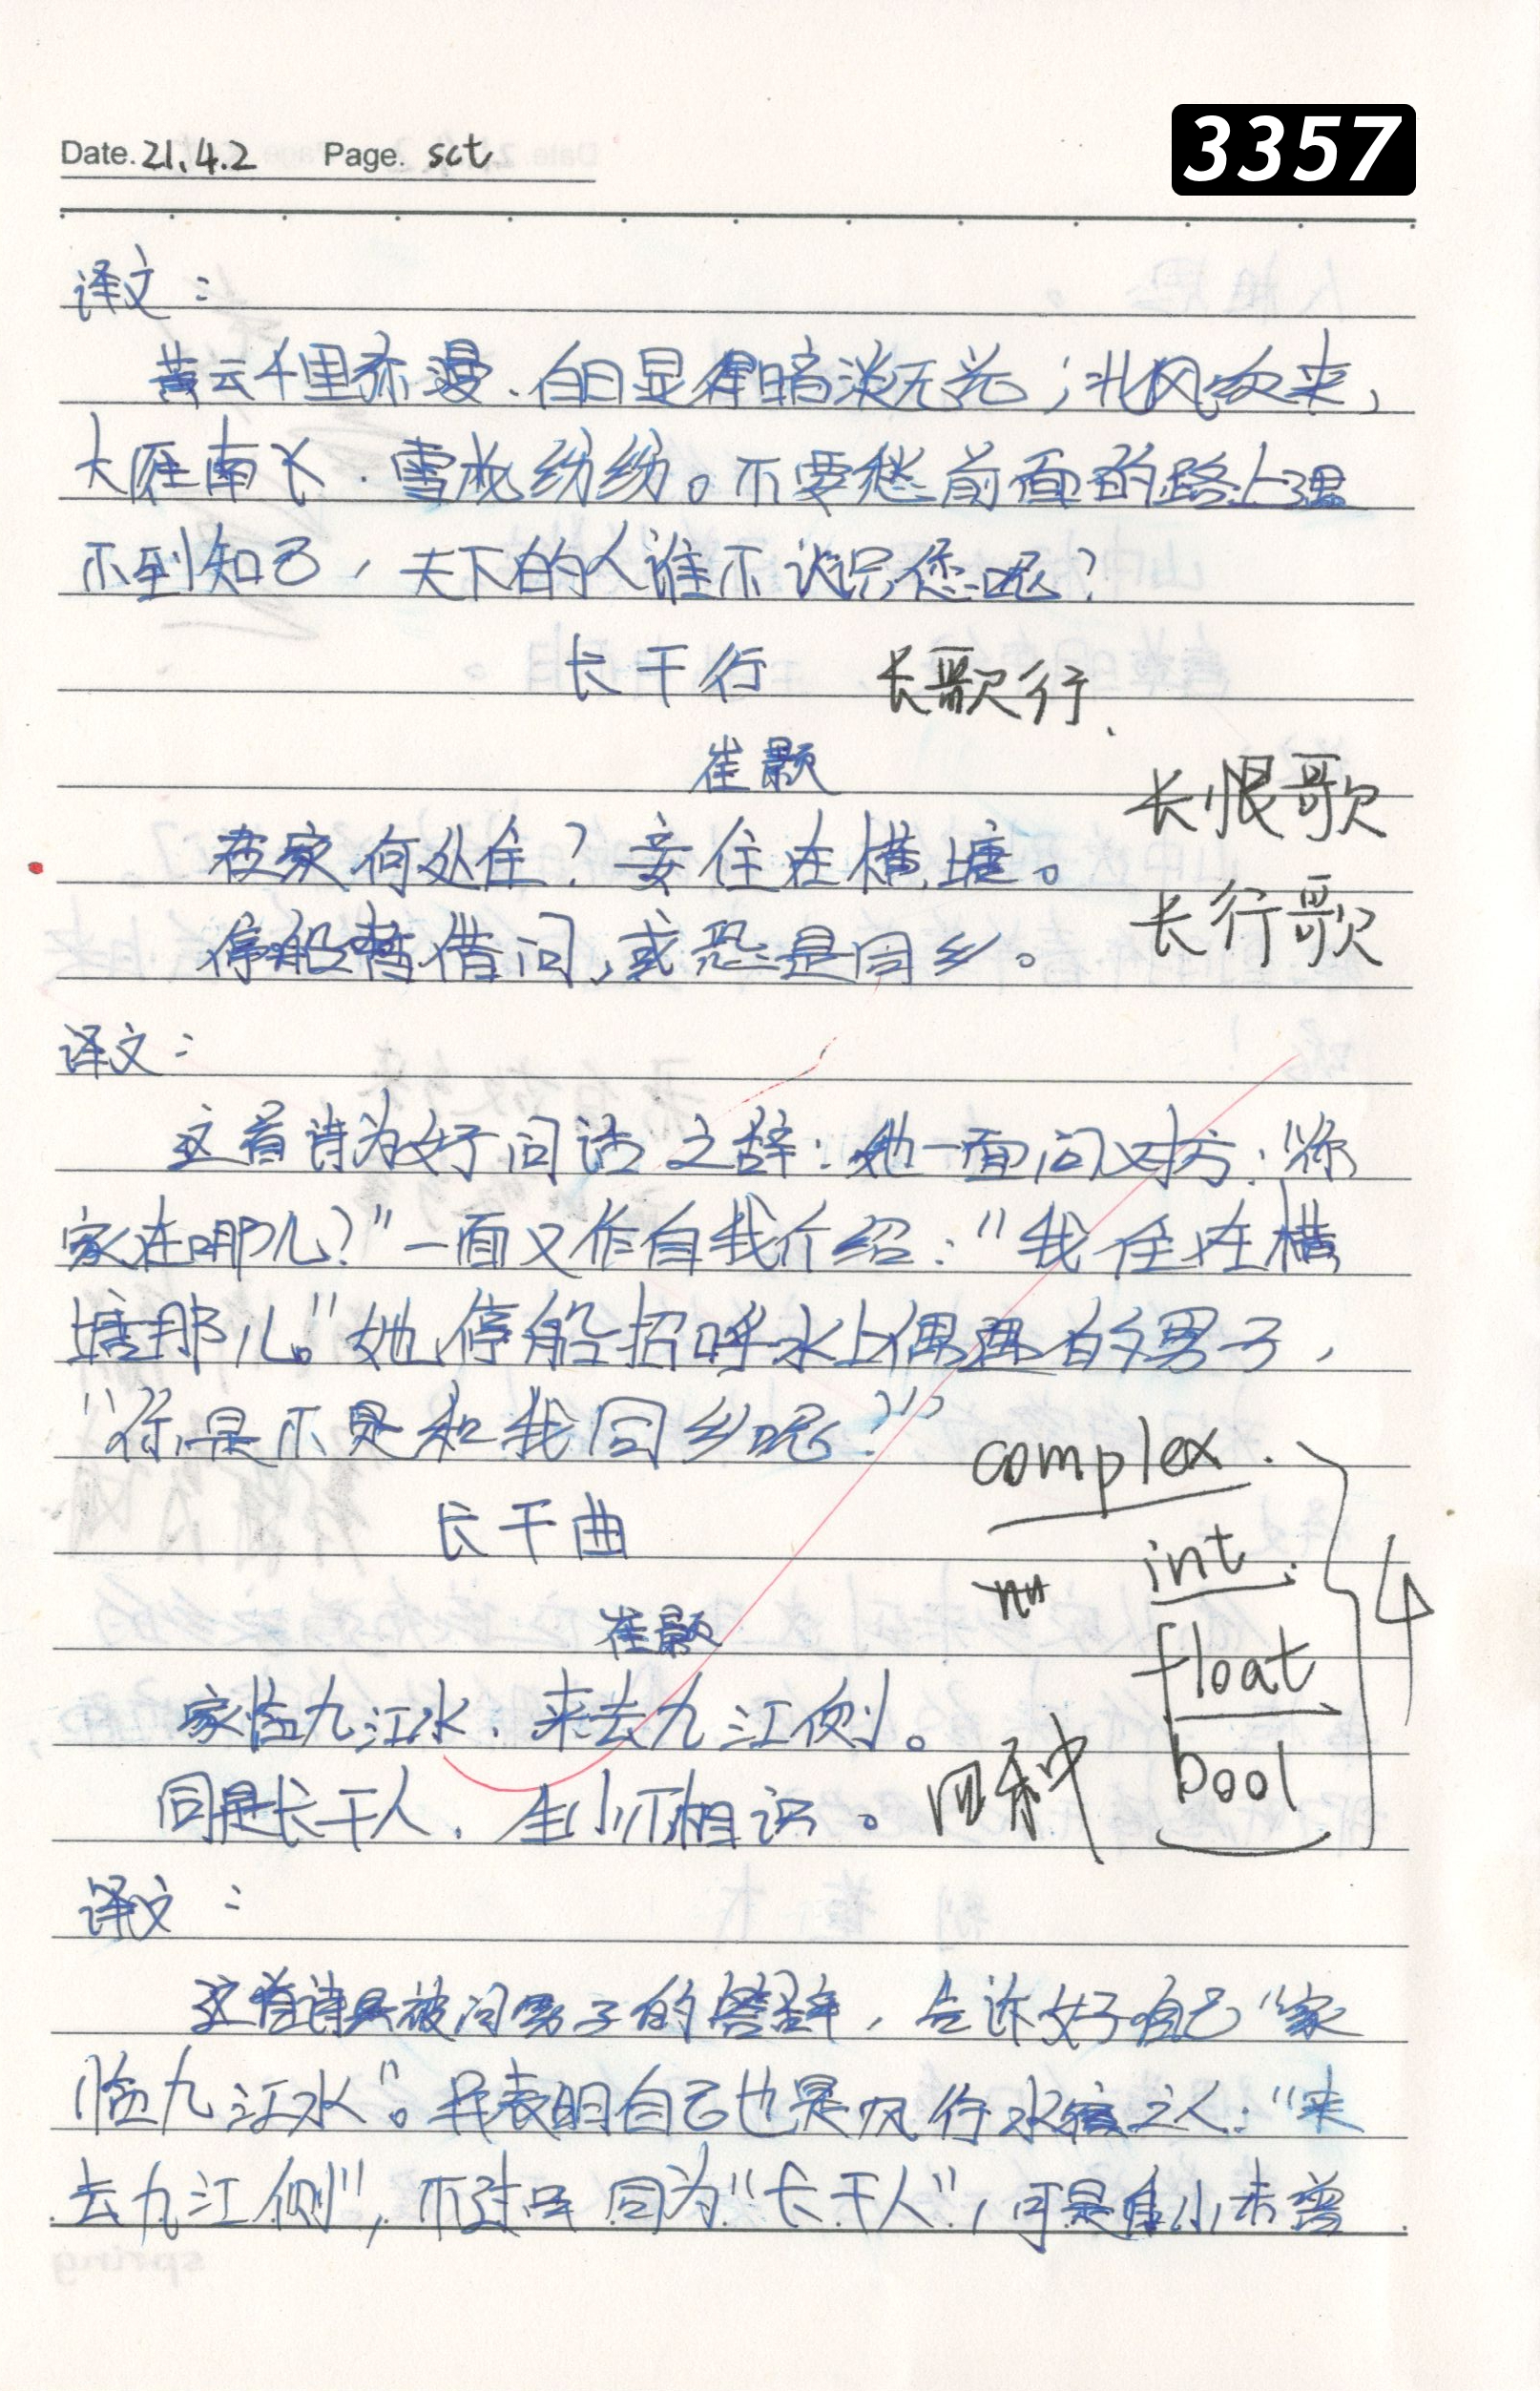 3357
Date. 21.4.2 Page. sct
译文：
黄云千里弥漫、白日显得暗淡无光；北风吹来，
大雁南飞．雪花纷纷。不要愁前面的路上遇
不到知己，天下的人谁不认识您呢？
长干行 长歌行、
崔颢
长恨歌
君家何处住？妾住在横塘。
长行歌
停船暂借问，或恐是同乡。
译文：
这首诗为女子问话之辞：她一面问对方：“你
家在哪儿？”一面又作自我介绍：“我住在横
塘那儿。”她停船招呼水上偶遇的男子，
“你是不是和我同乡呢？”
complex.
长干曲
int.
崔颢
float
家临九江水．来去九江侧。
四种 bool
同是长干人．生小不相识。
译文：
这首诗是被问男子的答辞，告诉女子自己“家
临九江水”。并表明自己也是风行水宿之人：“来
去九江侧”，不过虽同为“长干人”，可是自小未曾
spring